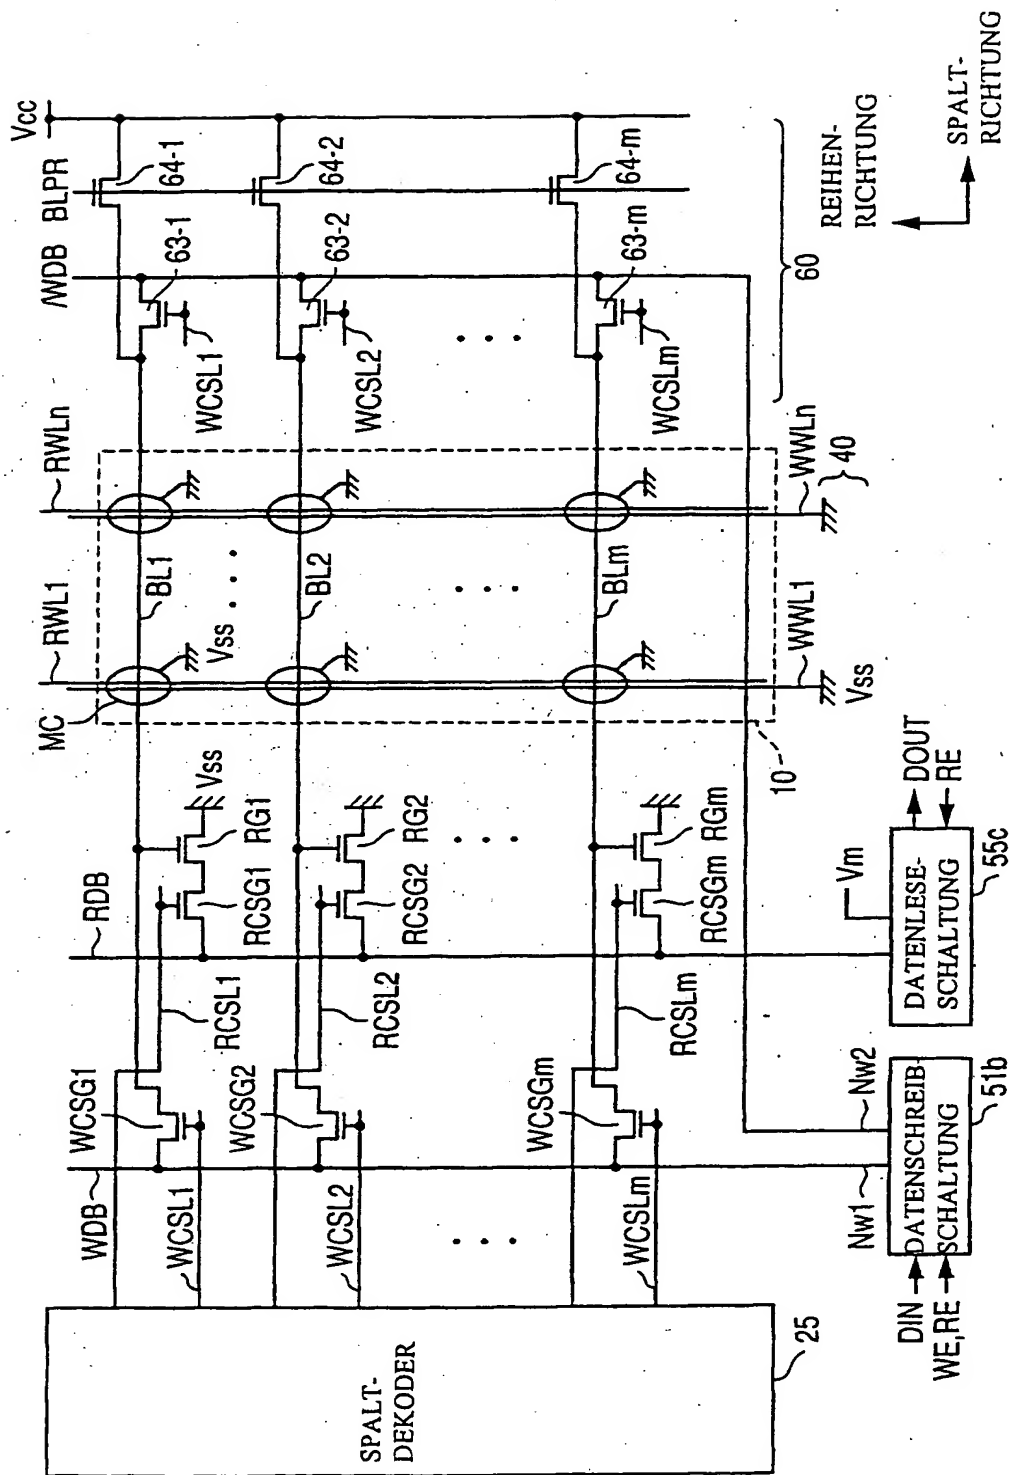 Vcc
BLPR
/WDB
64-1
64-2
64-m
63-1
63-2
63-m
WCSL1
WCSL2
WCSLm
60
REIHEN-
RICHTUNG
SPALT-
RICHTUNG
RWLn
RWL1
WWLn
40
WWL1
Vss
BL1
BL2
BLm
Vss
MC
10
Vss
RG1
RG2
RGm
RCSG1
RCSG2
RCSGm
RDB
RCSL1
RCSL2
RCSLm
Vm
DOUT
RE
DATENLESE-
SCHALTUNG
55c
WCSG1
WCSG2
WCSGm
WDB
WCSL1
WCSL2
WCSLm
Nw2
Nw1
DATENSCHREIB-
SCHALTUNG
51b
DIN
WE,RE
SPALT-
DEKODER
25